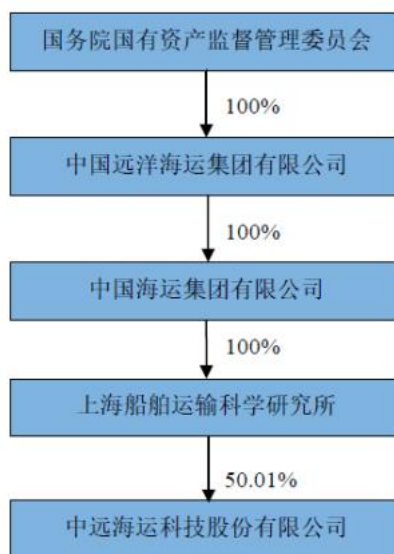 国务院国有资产监督管理委员会
100%
中国远洋海运集团有限公司
100%
中国海运集团有限公司
100%
上海船舶运输科学研究所
50.01%
中远海运科技股份有限公司